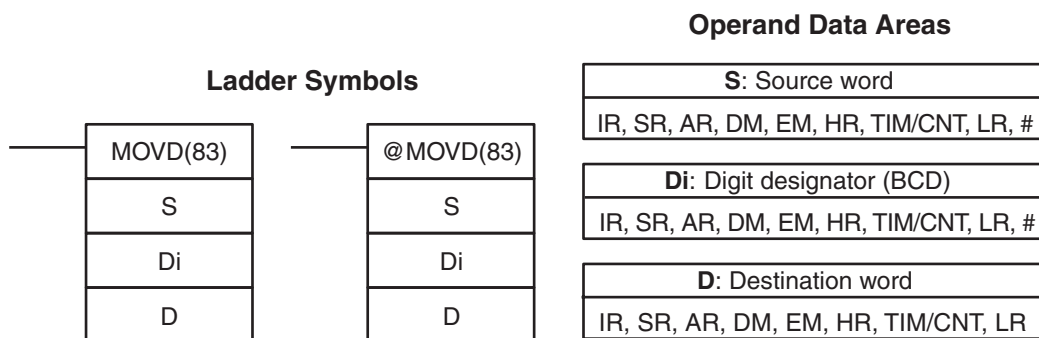 Operand Data Areas
Ladder Symbols
MOVD(83)
S
Di
D
@MOVD(83)
S
Di
D
S: Source word
IR, SR, AR, DM, EM, HR, TIM/CNT, LR, #
Di: Digit designator (BCD)
IR, SR, AR, DM, EM, HR, TIM/CNT, LR, #
D: Destination word
IR, SR, AR, DM, EM, HR, TIM/CNT, LR